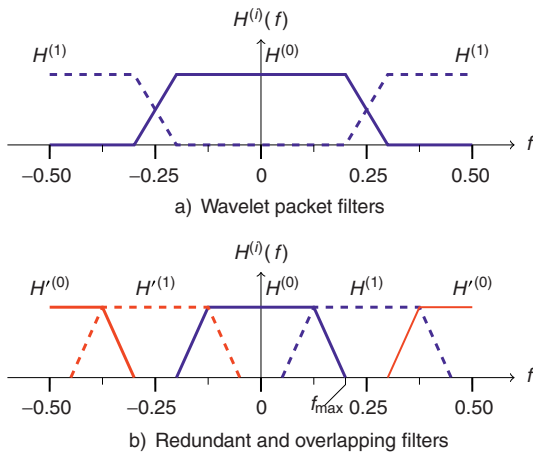 H⁽ⁱ⁾(f)
H⁽¹⁾ H⁽⁰⁾ H⁽¹⁾
f
−0.50 −0.25 0 0.25 0.50
a) Wavelet packet filters
H⁽ⁱ⁾(f)
H′⁽⁰⁾ H′⁽¹⁾ H⁽⁰⁾ H⁽¹⁾ H′⁽⁰⁾
f
−0.50 −0.25 0 f_max 0.25 0.50
b) Redundant and overlapping filters